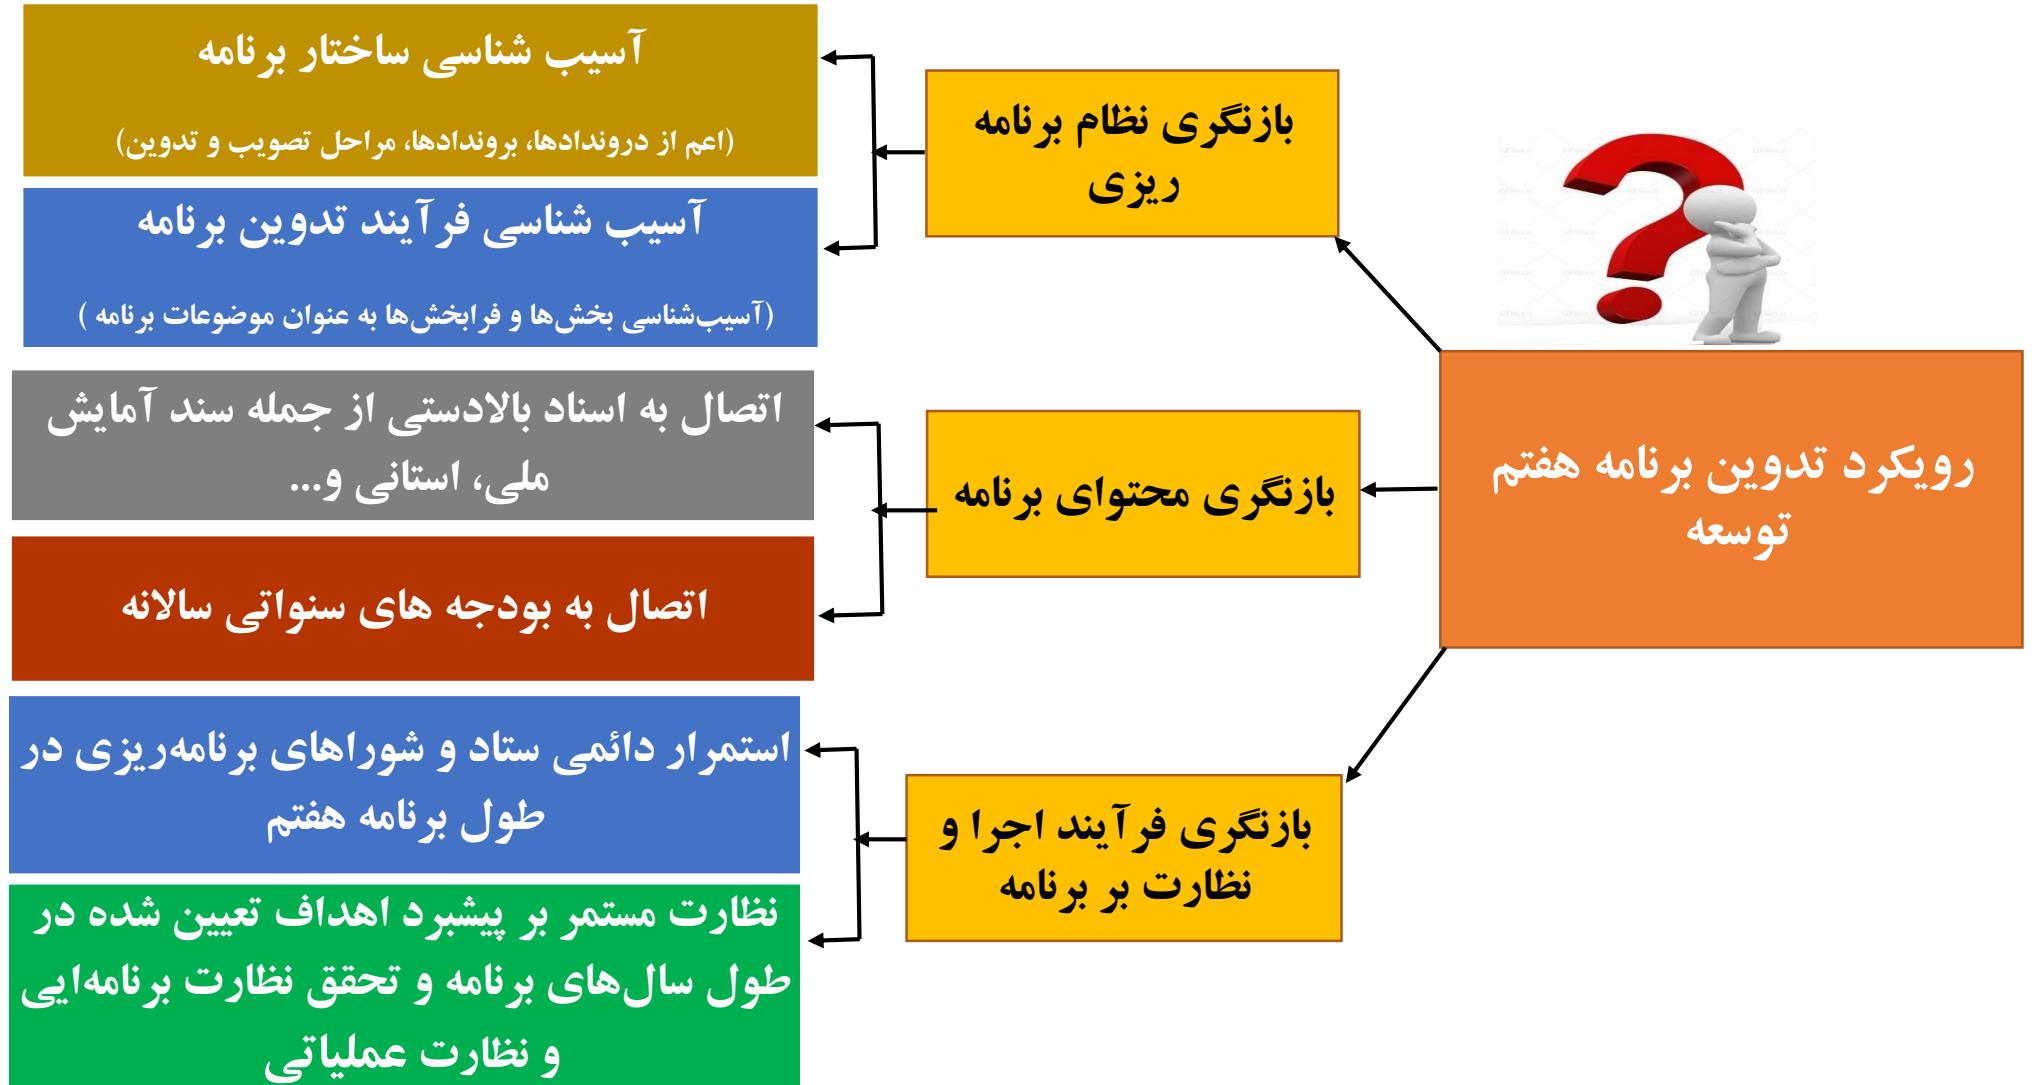 رویکرد تدوین برنامه هفتم
توسعه
بازنگری نظام برنامه
ریزی
آسیب شناسی ساختار برنامه
(اعم از دروندادها، بروندادها، مراحل تصویب و تدوین)
آسیب شناسی فرآیند تدوین برنامه
(آسیب‌شناسی بخش‌ها و فرابخش‌ها به عنوان موضوعات برنامه )
بازنگری محتوای برنامه
اتصال به اسناد بالادستی از جمله سند آمایش
ملی، استانی و...
اتصال به بودجه های سنواتی سالانه
بازنگری فرآیند اجرا و
نظارت بر برنامه
استمرار دائمی ستاد و شوراهای برنامه‌ریزی در
طول برنامه هفتم
نظارت مستمر بر پیشبرد اهداف تعیین شده در
طول سال‌های برنامه و تحقق نظارت برنامه‌ایی
و نظارت عملیاتی